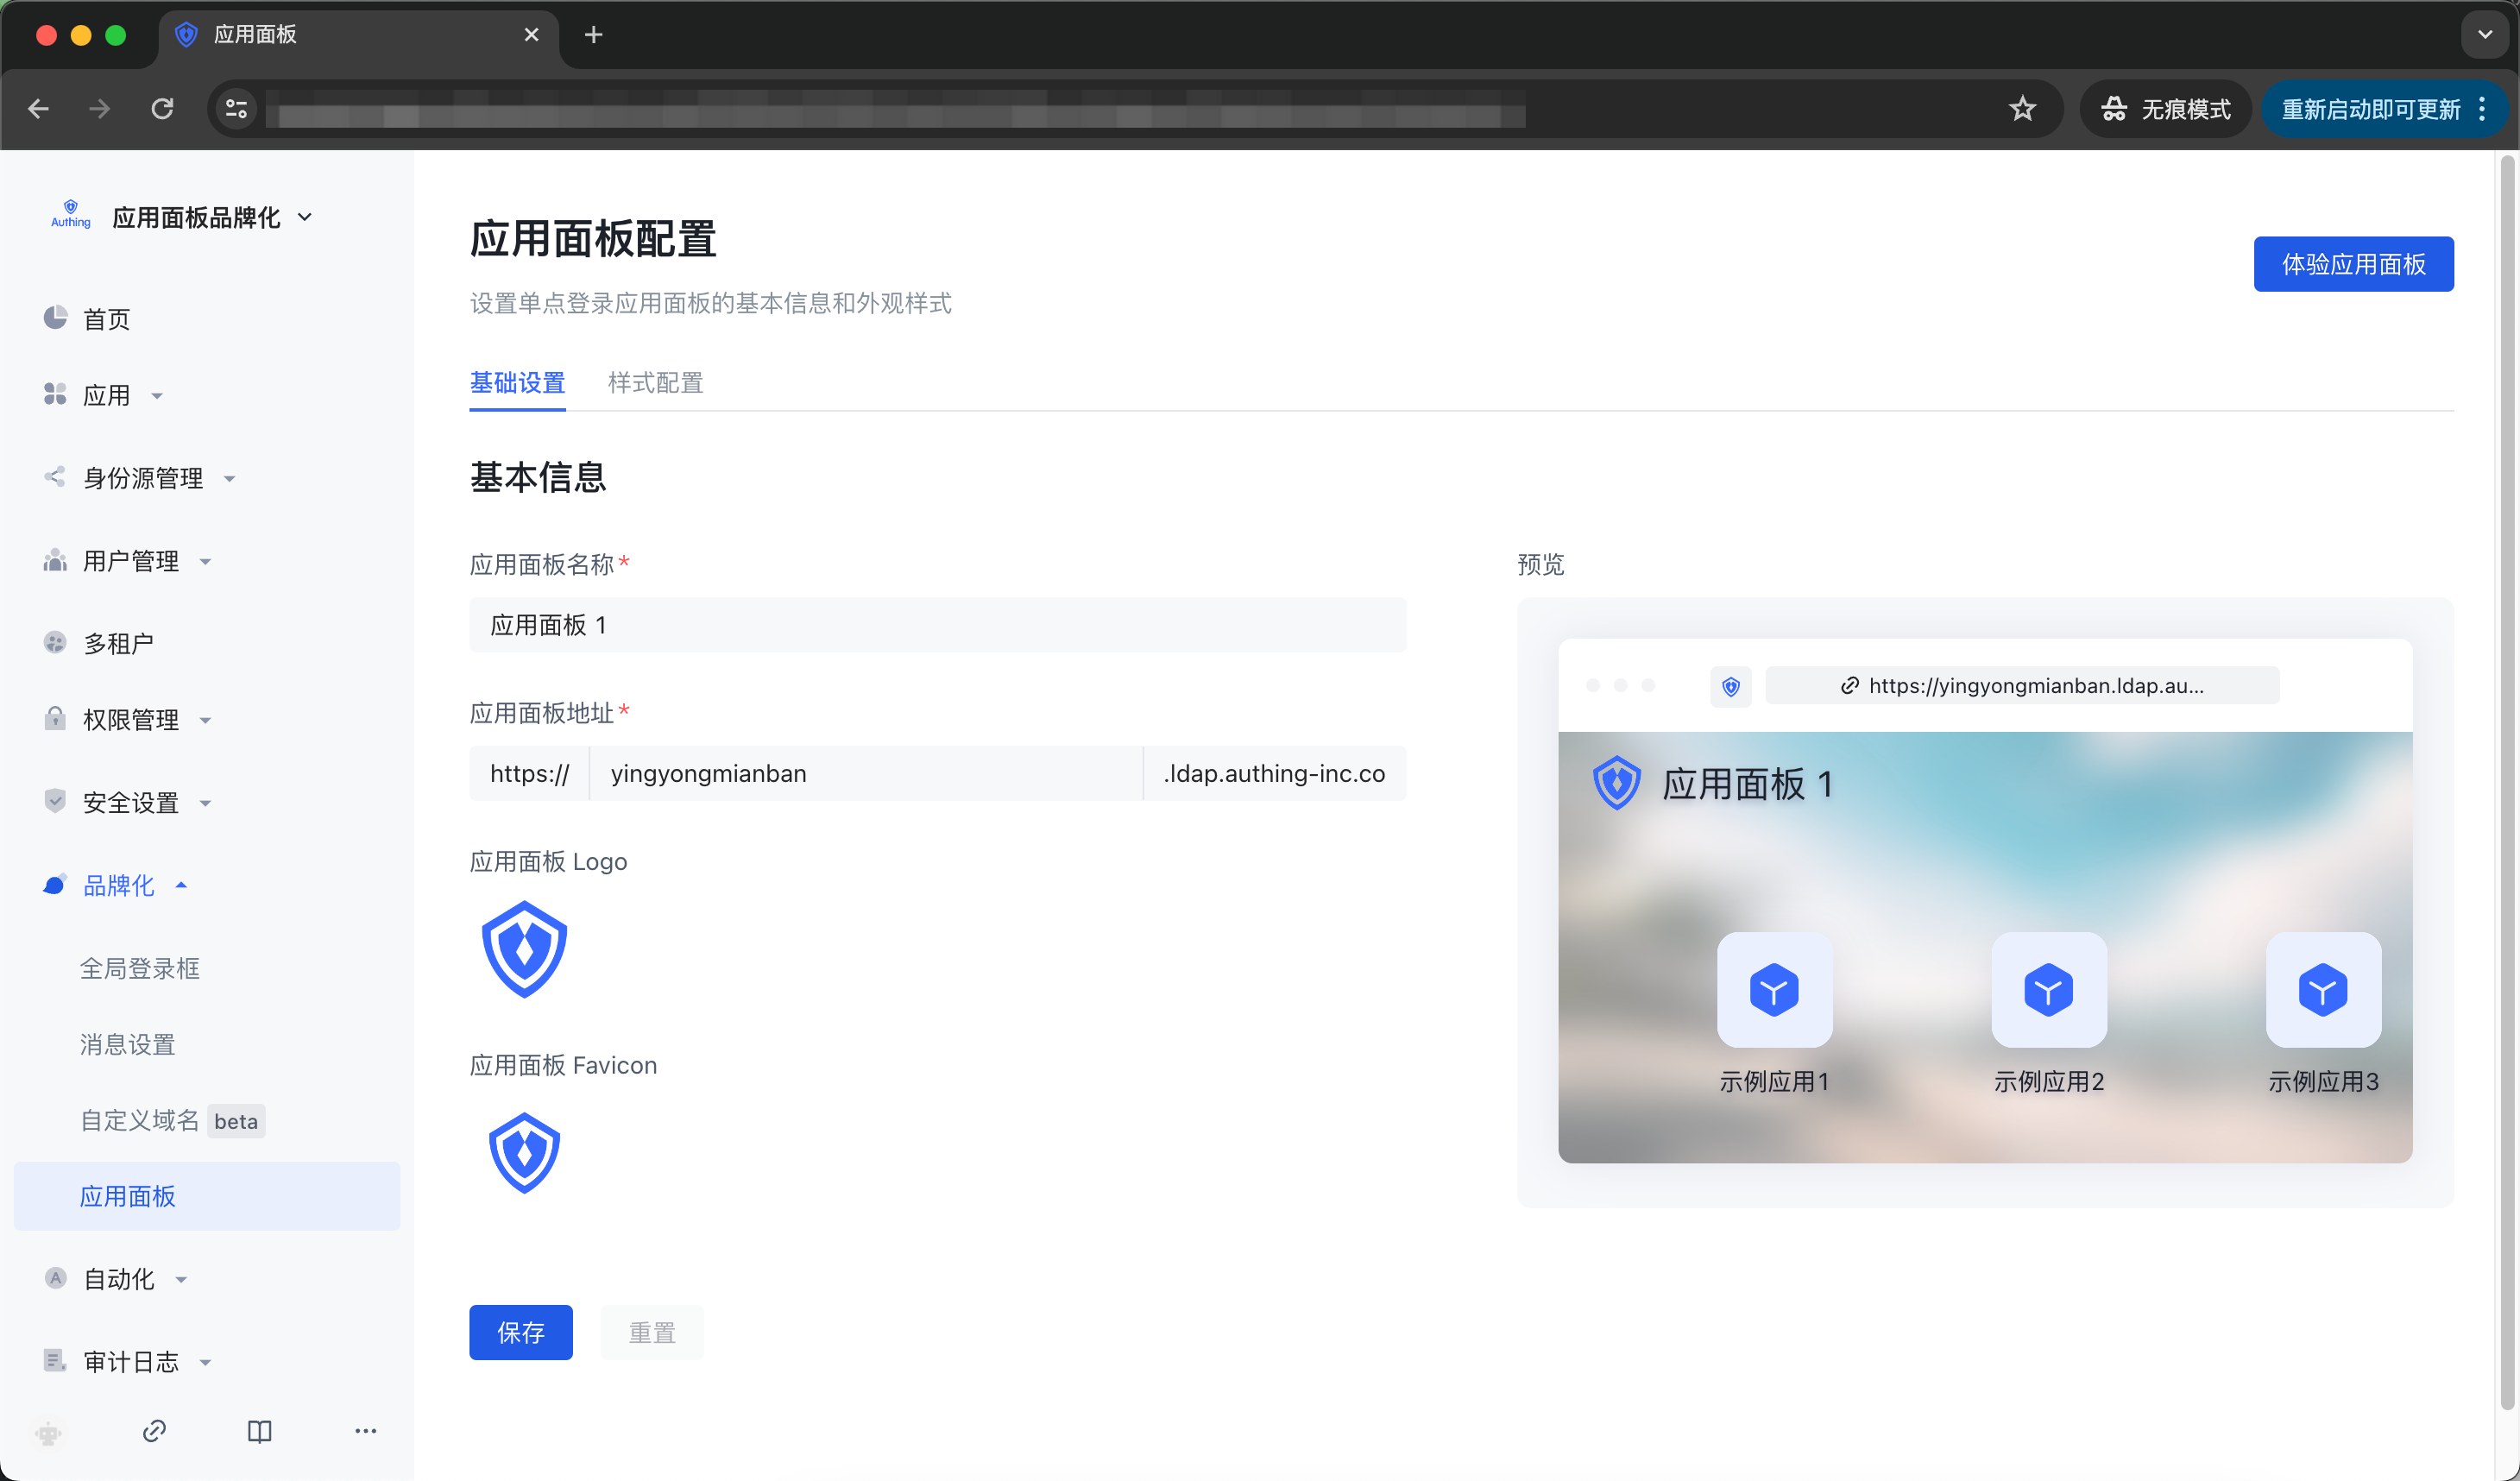 应用面板
无痕模式
重新启动即可更新
Authing
应用面板品牌化
首页
应用
身份源管理
用户管理
多租户
权限管理
安全设置
品牌化
全局登录框
消息设置
自定义域名 beta
应用面板
自动化
审计日志
应用面板配置
体验应用面板
设置单点登录应用面板的基本信息和外观样式
基础设置 样式配置
基本信息
应用面板名称*
应用面板 1
应用面板地址*
https:// yingyongmianban .ldap.authing-inc.co
应用面板 Logo
应用面板 Favicon
保存 重置
预览
https://yingyongmianban.ldap.au...
应用面板 1
示例应用1 示例应用2 示例应用3